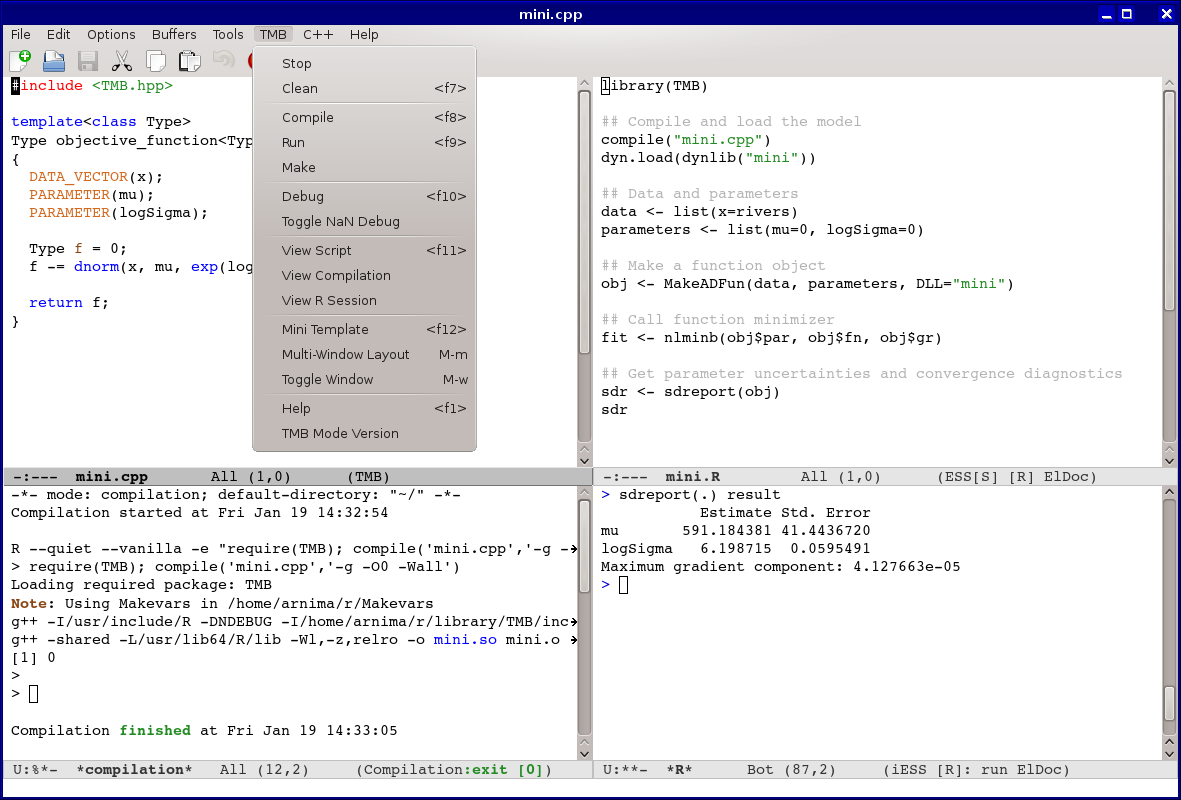 mini.cpp
File Edit Options Buffers Tools TMB C++ Help
#include <TMB.hpp>
template<class Type>
Type objective_function<Typ
{
DATA_VECTOR(x);
PARAMETER(mu);
PARAMETER(logSigma);
Type f = 0;
f -= dnorm(x, mu, exp(log
return f;
}
Stop
Clean <f7>
Compile <f8>
Run <f9>
Make
Debug <f10>
Toggle NaN Debug
View Script <f11>
View Compilation
View R Session
Mini Template <f12>
Multi-Window Layout M-m
Toggle Window M-w
Help <f1>
TMB Mode Version
-:--- mini.cpp All (1,0) (TMB)
library(TMB)
## Compile and load the model
compile("mini.cpp")
dyn.load(dynlib("mini"))
## Data and parameters
data <- list(x=rivers)
parameters <- list(mu=0, logSigma=0)
## Make a function object
obj <- MakeADFun(data, parameters, DLL="mini")
## Call function minimizer
fit <- nlminb(obj$par, obj$fn, obj$gr)
## Get parameter uncertainties and convergence diagnostics
sdr <- sdreport(obj)
sdr
-:--- mini.R All (1,0) (ESS[S] [R] ElDoc)
-*- mode: compilation; default-directory: "~/" -*-
Compilation started at Fri Jan 19 14:32:54
R --quiet --vanilla -e "require(TMB); compile('mini.cpp','-g -
> require(TMB); compile('mini.cpp','-g -O0 -Wall')
Loading required package: TMB
Note: Using Makevars in /home/arnima/r/Makevars
g++ -I/usr/include/R -DNDEBUG -I/home/arnima/r/library/TMB/inc
g++ -shared -L/usr/lib64/R/lib -Wl,-z,relro -o mini.so mini.o
[1] 0
>
>
Compilation finished at Fri Jan 19 14:33:05
U:%*- *compilation* All (12,2) (Compilation:exit [0])
> sdreport(.) result
Estimate Std. Error
mu 591.184381 41.4436720
logSigma 6.198715 0.0595491
Maximum gradient component: 4.127663e-05
>
U:**- *R* Bot (87,2) (iESS [R]: run ElDoc)